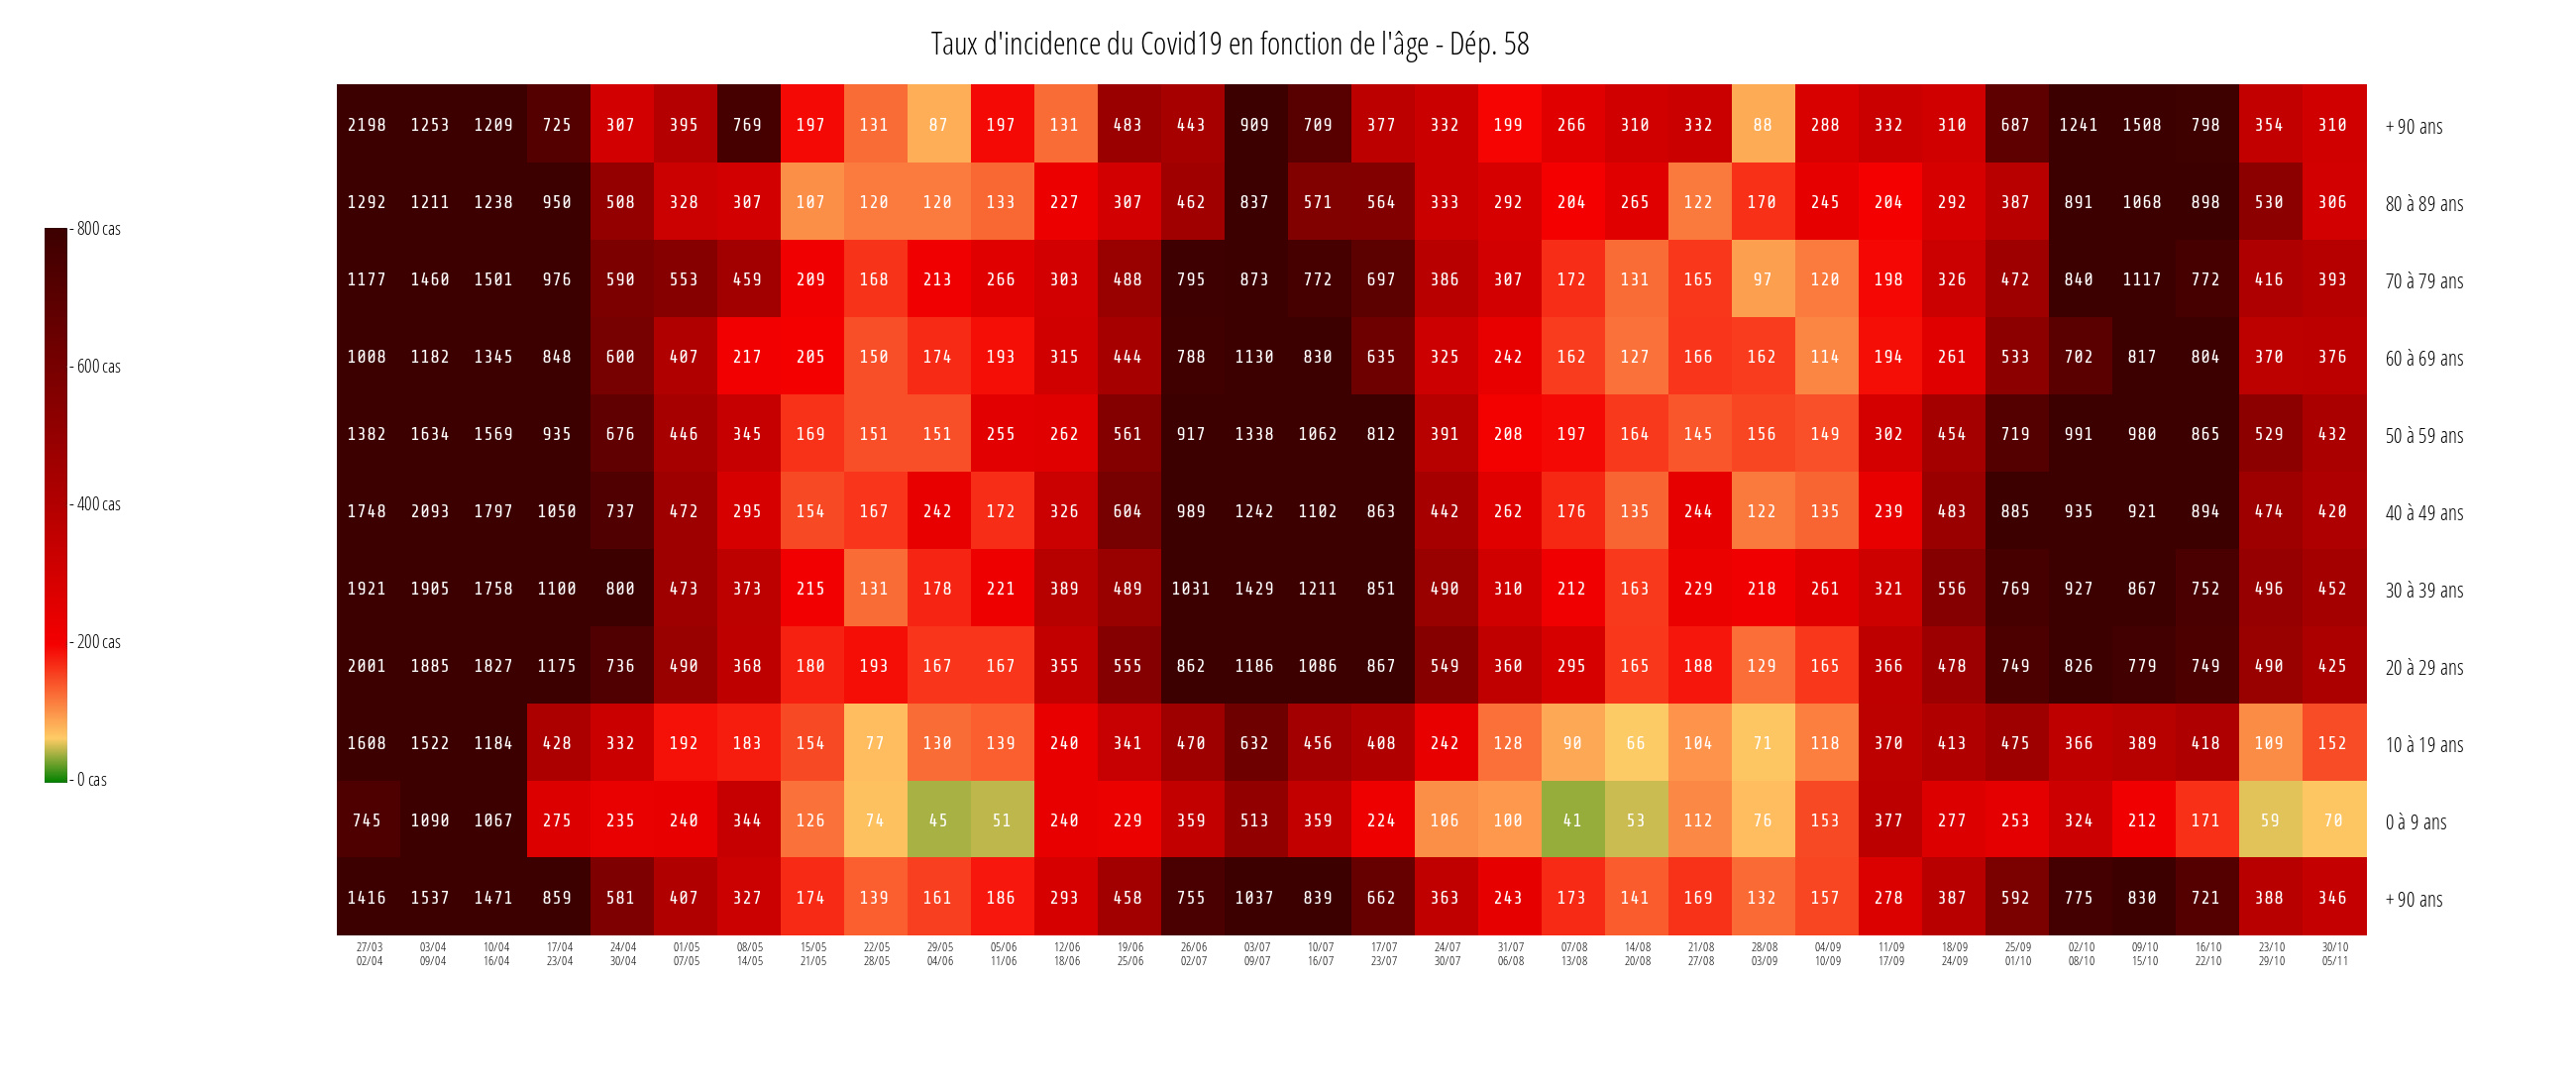 Taux d'incidence du Covid19 en fonction de l'âge - Dép. 58
2198 1253 1209 725 307 395 769 197 131 87 197 131 483 443 909 709 377 332 199 266 310 332 88 288 332 310 687 1241 1508 798 354 310 + 90 ans
1292 1211 1238 950 508 328 307 107 120 120 133 227 307 462 837 571 564 333 292 204 265 122 170 245 204 292 387 891 1068 898 530 306 80 à 89 ans
- 800 cas
1177 1460 1501 976 590 553 459 209 168 213 266 303 488 795 873 772 697 386 307 172 131 165 97 120 198 326 472 840 1117 772 416 393 70 à 79 ans
1008 1182 1345 848 600 407 217 205 150 174 193 315 444 788 1130 830 635 325 242 162 127 166 162 114 194 261 533 702 817 804 370 376 60 à 69 ans
- 600 cas
1382 1634 1569 935 676 446 345 169 151 151 255 262 561 917 1338 1062 812 391 208 197 164 145 156 149 302 454 719 991 980 865 529 432 50 à 59 ans
- 400 cas
1748 2093 1797 1050 737 472 295 154 167 242 172 326 604 989 1242 1102 863 442 262 176 135 244 122 135 239 483 885 935 921 894 474 420 40 à 49 ans
1921 1905 1758 1100 800 473 373 215 131 178 221 389 489 1031 1429 1211 851 490 310 212 163 229 218 261 321 556 769 927 867 752 496 452 30 à 39 ans
- 200 cas
2001 1885 1827 1175 736 490 368 180 193 167 167 355 555 862 1186 1086 867 549 360 295 165 188 129 165 366 478 749 826 779 749 490 425 20 à 29 ans
1608 1522 1184 428 332 192 183 154 77 130 139 240 341 470 632 456 408 242 128 90 66 104 71 118 370 413 475 366 389 418 109 152 10 à 19 ans
- 0 cas
745 1090 1067 275 235 240 344 126 74 45 51 240 229 359 513 359 224 106 100 41 53 112 76 153 377 277 253 324 212 171 59 70 0 à 9 ans
1416 1537 1471 859 581 407 327 174 139 161 186 293 458 755 1037 839 662 363 243 173 141 169 132 157 278 387 592 775 830 721 388 346 + 90 ans
27/03 03/04 10/04 17/04 24/04 01/05 08/05 15/05 22/05 29/05 05/06 12/06 19/06 26/06 03/07 10/07 17/07 24/07 31/07 07/08 14/08 21/08 28/08 04/09 11/09 18/09 25/09 02/10 09/10 16/10 23/10 30/10
02/04 09/04 16/04 23/04 30/04 07/05 14/05 21/05 28/05 04/06 11/06 18/06 25/06 02/07 09/07 16/07 23/07 30/07 06/08 13/08 20/08 27/08 03/09 10/09 17/09 24/09 01/10 08/10 15/10 22/10 29/10 05/11